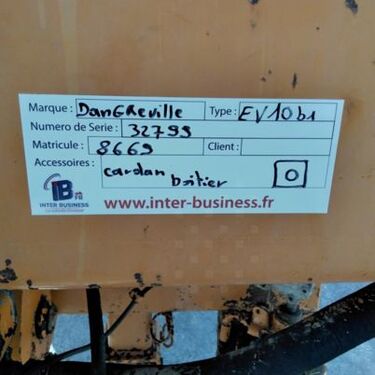 Marque : DanGReville Type : EV10b1
Numero de Serie : 32799
Matricule : 8669 Client :
Accessoires : cardan boitier O
IB
INTER BUSINESS
www.inter-business.fr